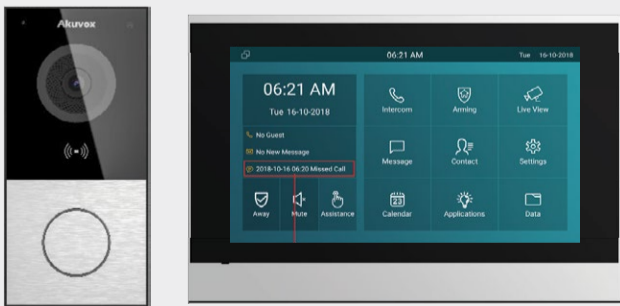 Akuvox
06:21 AM
Tue 16-10-2018
06:21 AM
Tue 16-10-2018
No Guest
No New Message
2018-10-16 06:20 Missed Call
Away
Mute
Assistance
Intercom
Arming
Live View
Message
Contact
Settings
23
Calendar
Applications
Data